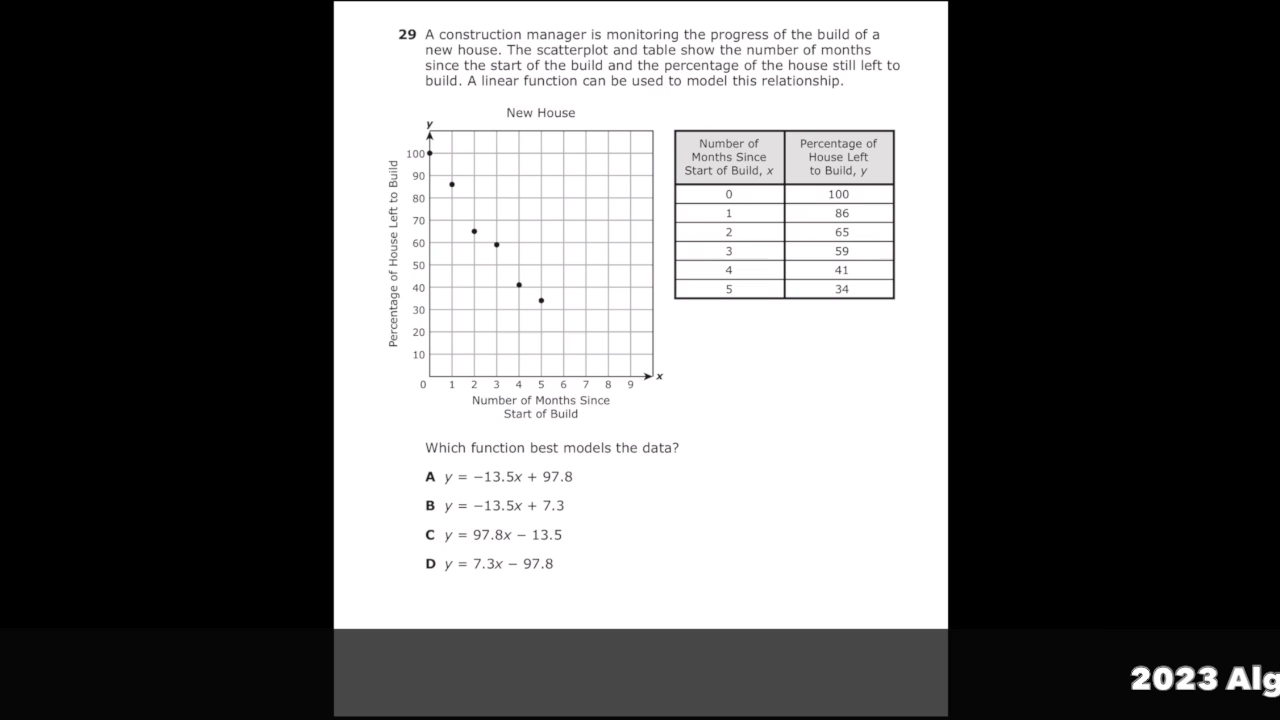 29 A construction manager is monitoring the progress of the build of a
new house. The scatterplot and table show the number of months
since the start of the build and the percentage of the house still left to
build. A linear function can be used to model this relationship.
New House
y
Percentage of House Left to Build
100
90
80
70
60
50
40
30
20
10
0 1 2 3 4 5 6 7 8 9
x
Number of Months Since
Start of Build
Number of Months Since Start of Build, x
Percentage of House Left to Build, y
0 100
1 86
2 65
3 59
4 41
5 34
Which function best models the data?
A y = −13.5x + 97.8
B y = −13.5x + 7.3
C y = 97.8x − 13.5
D y = 7.3x − 97.8
2023 Alg